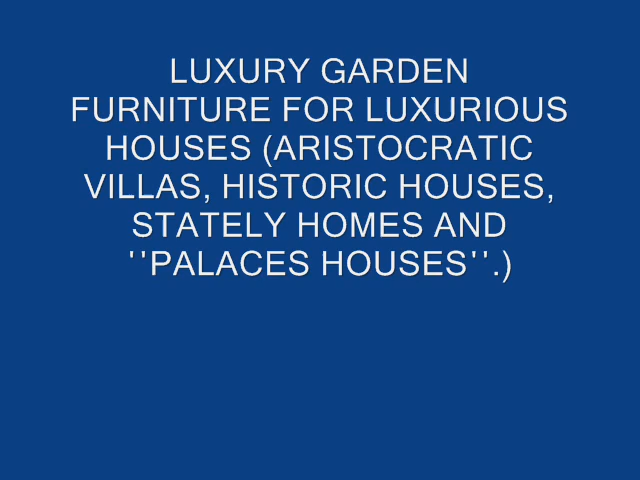 LUXURY GARDEN
FURNITURE FOR LUXURIOUS
HOUSES (ARISTOCRATIC
VILLAS, HISTORIC HOUSES,
STATELY HOMES AND
''PALACES HOUSES''.)